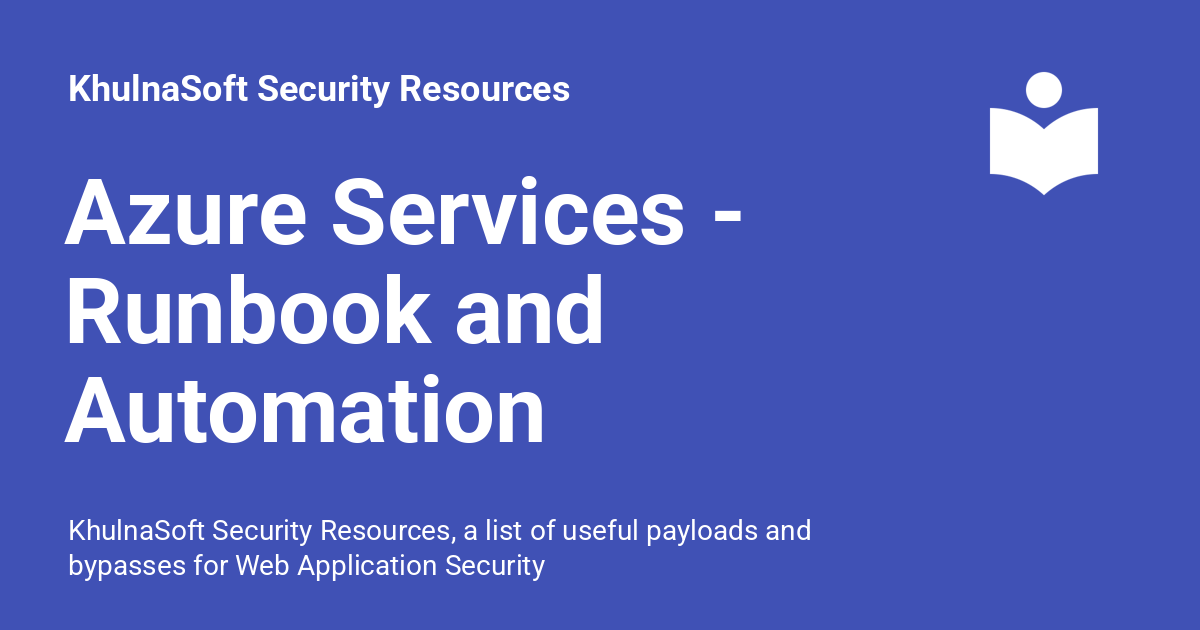 KhulnaSoft Security Resources
Azure Services -
Runbook and
Automation
KhulnaSoft Security Resources, a list of useful payloads and
bypasses for Web Application Security